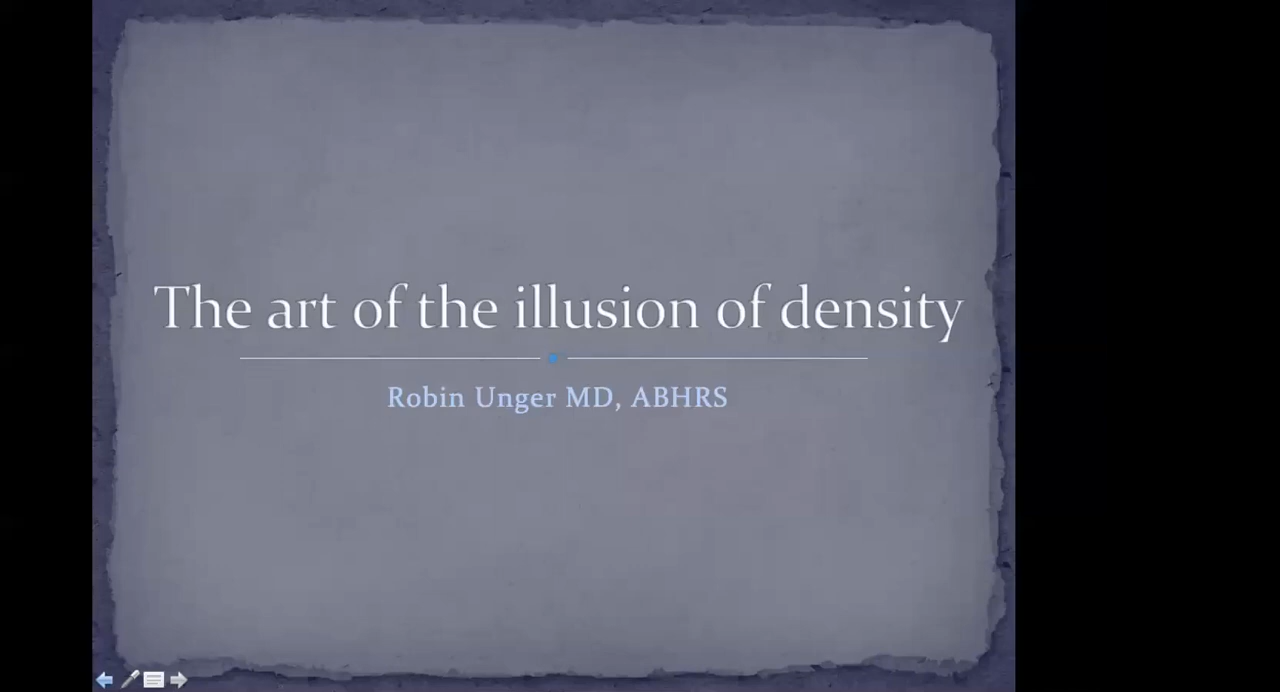 The art of the illusion of density
Robin Unger MD, ABHRS